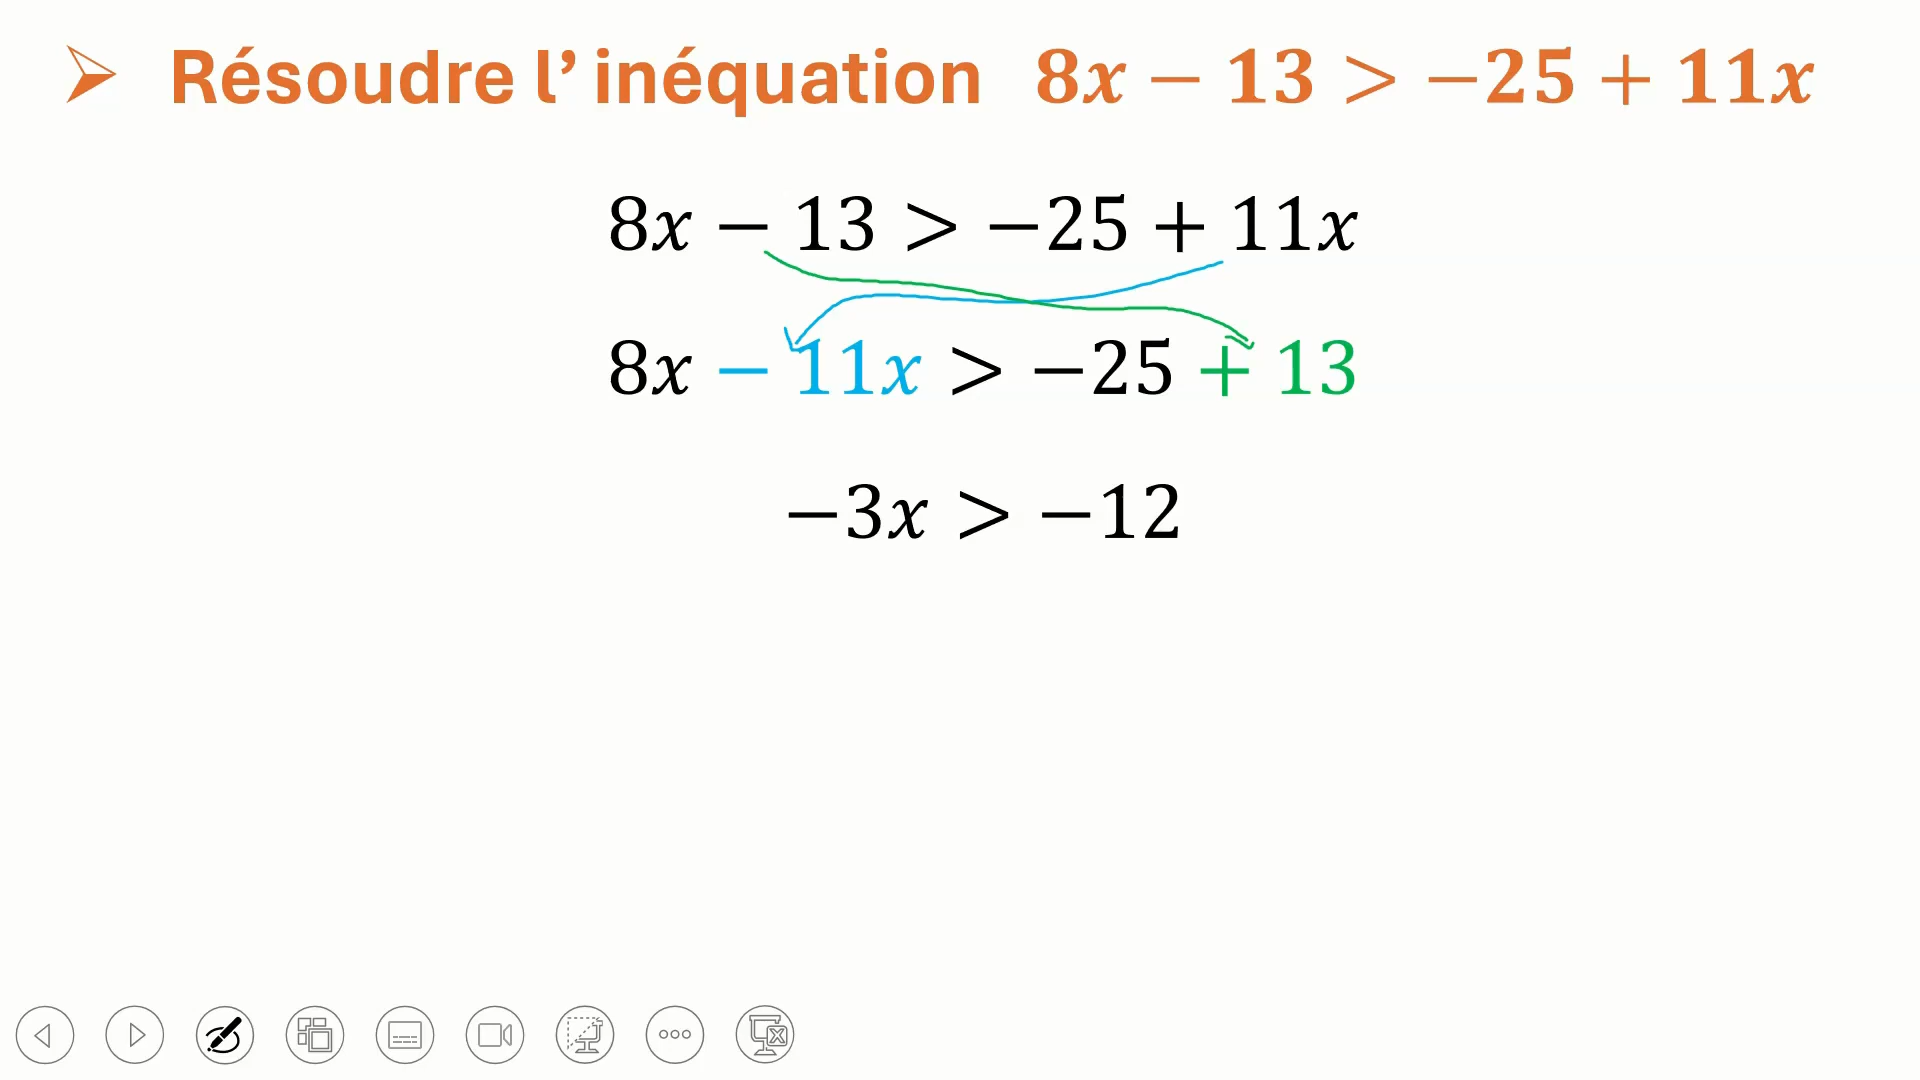 ➢ Résoudre l’ inéquation 8x − 13 > −25 + 11x
8x − 13 > −25 + 11x
8x − 11x > −25 + 13
−3x > −12